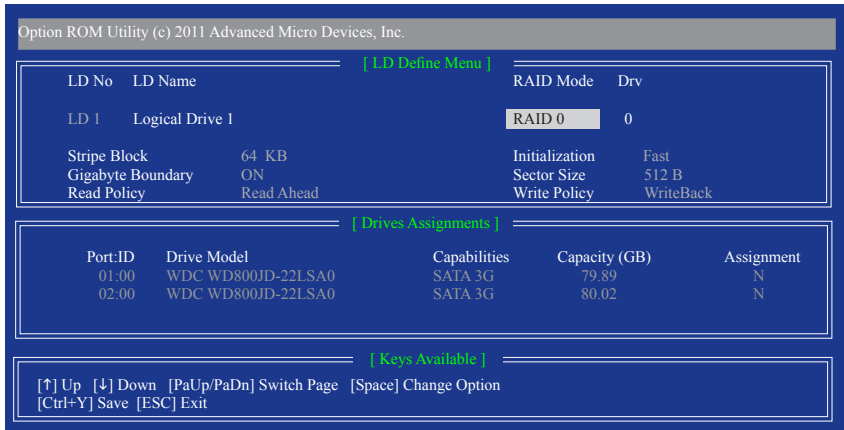 Option ROM Utility (c) 2011 Advanced Micro Devices, Inc.
[ LD Define Menu ]
LD No LD Name RAID Mode Drv
LD 1 Logical Drive 1 RAID 0 0
Stripe Block 64 KB Initialization Fast
Gigabyte Boundary ON Sector Size 512 B
Read Policy Read Ahead Write Policy WriteBack
[ Drives Assignments ]
Port:ID Drive Model Capabilities Capacity (GB) Assignment
01:00 WDC WD800JD-22LSA0 SATA 3G 79.89 N
02:00 WDC WD800JD-22LSA0 SATA 3G 80.02 N
[ Keys Available ]
[↑] Up [↓] Down [PaUp/PaDn] Switch Page [Space] Change Option
[Ctrl+Y] Save [ESC] Exit